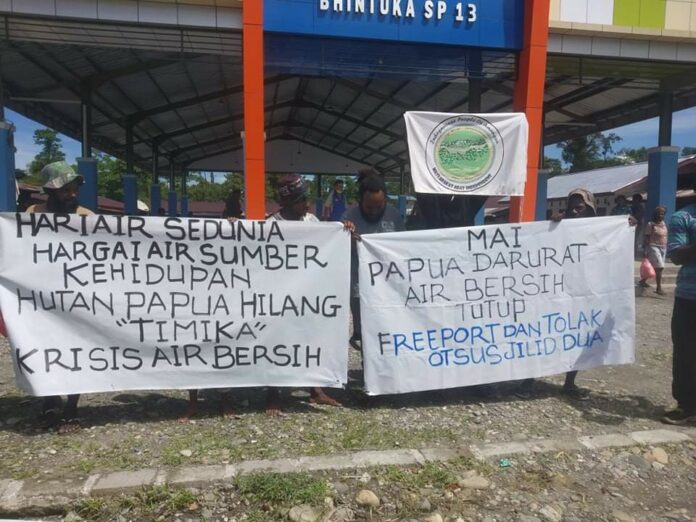 BHINTUKA SP 13
HARI AIR SEDUNIA
HARGAI AIR SUMBER
KEHIDUPAN
HUTAN PAPUA HILANG
"TIMIKA"
KRISIS AIR BERSIH
MAI
PAPUA DARURAT
AIR BERSIH
TUTUP
FREEPORT DAN TOLAK
OTSUS JILID DUA